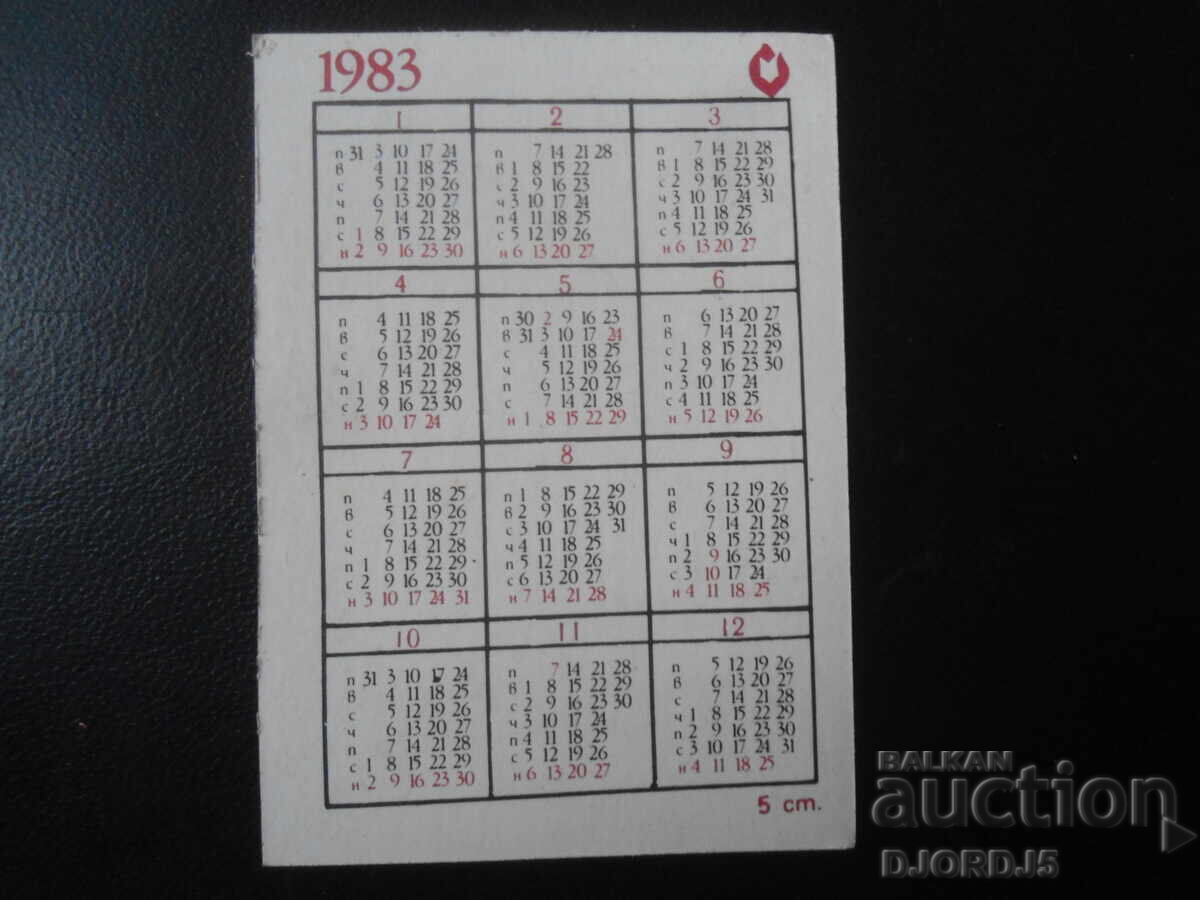 1983
1 2 3
п 31 3 10 17 24 п 7 14 21 28 п 7 14 21 28
в 4 11 18 25 в 1 8 15 22 в 1 8 15 22 29
с 5 12 19 26 с 2 9 16 23 с 2 9 16 23 30
ч 6 13 20 27 ч 3 10 17 24 ч 3 10 17 24 31
п 7 14 21 28 п 4 11 18 25 п 4 11 18 25
с 1 8 15 22 29 с 5 12 19 26 с 5 12 19 26
н 2 9 16 23 30 н 6 13 20 27 н 6 13 20 27
4 5 6
п 4 11 18 25 п 30 2 9 16 23 п 6 13 20 27
в 5 12 19 26 в 31 3 10 17 24 в 7 14 21 28
с 6 13 20 27 с 4 11 18 25 с 1 8 15 22 29
ч 7 14 21 28 ч 5 12 19 26 ч 2 9 16 23 30
п 1 8 15 22 29 п 6 13 20 27 п 3 10 17 24
с 2 9 16 23 30 с 7 14 21 28 с 4 11 18 25
н 3 10 17 24 н 1 8 15 22 29 н 5 12 19 26
7 8 9
п 4 11 18 25 п 1 8 15 22 29 п 5 12 19 26
в 5 12 19 26 в 2 9 16 23 30 в 6 13 20 27
с 6 13 20 27 с 3 10 17 24 31 с 7 14 21 28
ч 7 14 21 28 ч 4 11 18 25 ч 1 8 15 22 29
п 1 8 15 22 29 п 5 12 19 26 п 2 9 16 23 30
с 2 9 16 23 30 с 6 13 20 27 с 3 10 17 24
н 3 10 17 24 31 н 7 14 21 28 н 4 11 18 25
10 11 12
п 31 3 10 17 24 п 7 14 21 28 п 5 12 19 26
в 4 11 18 25 в 1 8 15 22 29 в 6 13 20 27
с 5 12 19 26 с 2 9 16 23 30 с 7 14 21 28
ч 6 13 20 27 ч 3 10 17 24 ч 1 8 15 22 29
п 7 14 21 28 п 4 11 18 25 п 2 9 16 23 30
с 1 8 15 22 29 с 5 12 19 26 с 3 10 17 24 31
н 2 9 16 23 30 н 6 13 20 27 н 4 11 18 25
5 cm.
BALKAN
auction
DJORDJ5